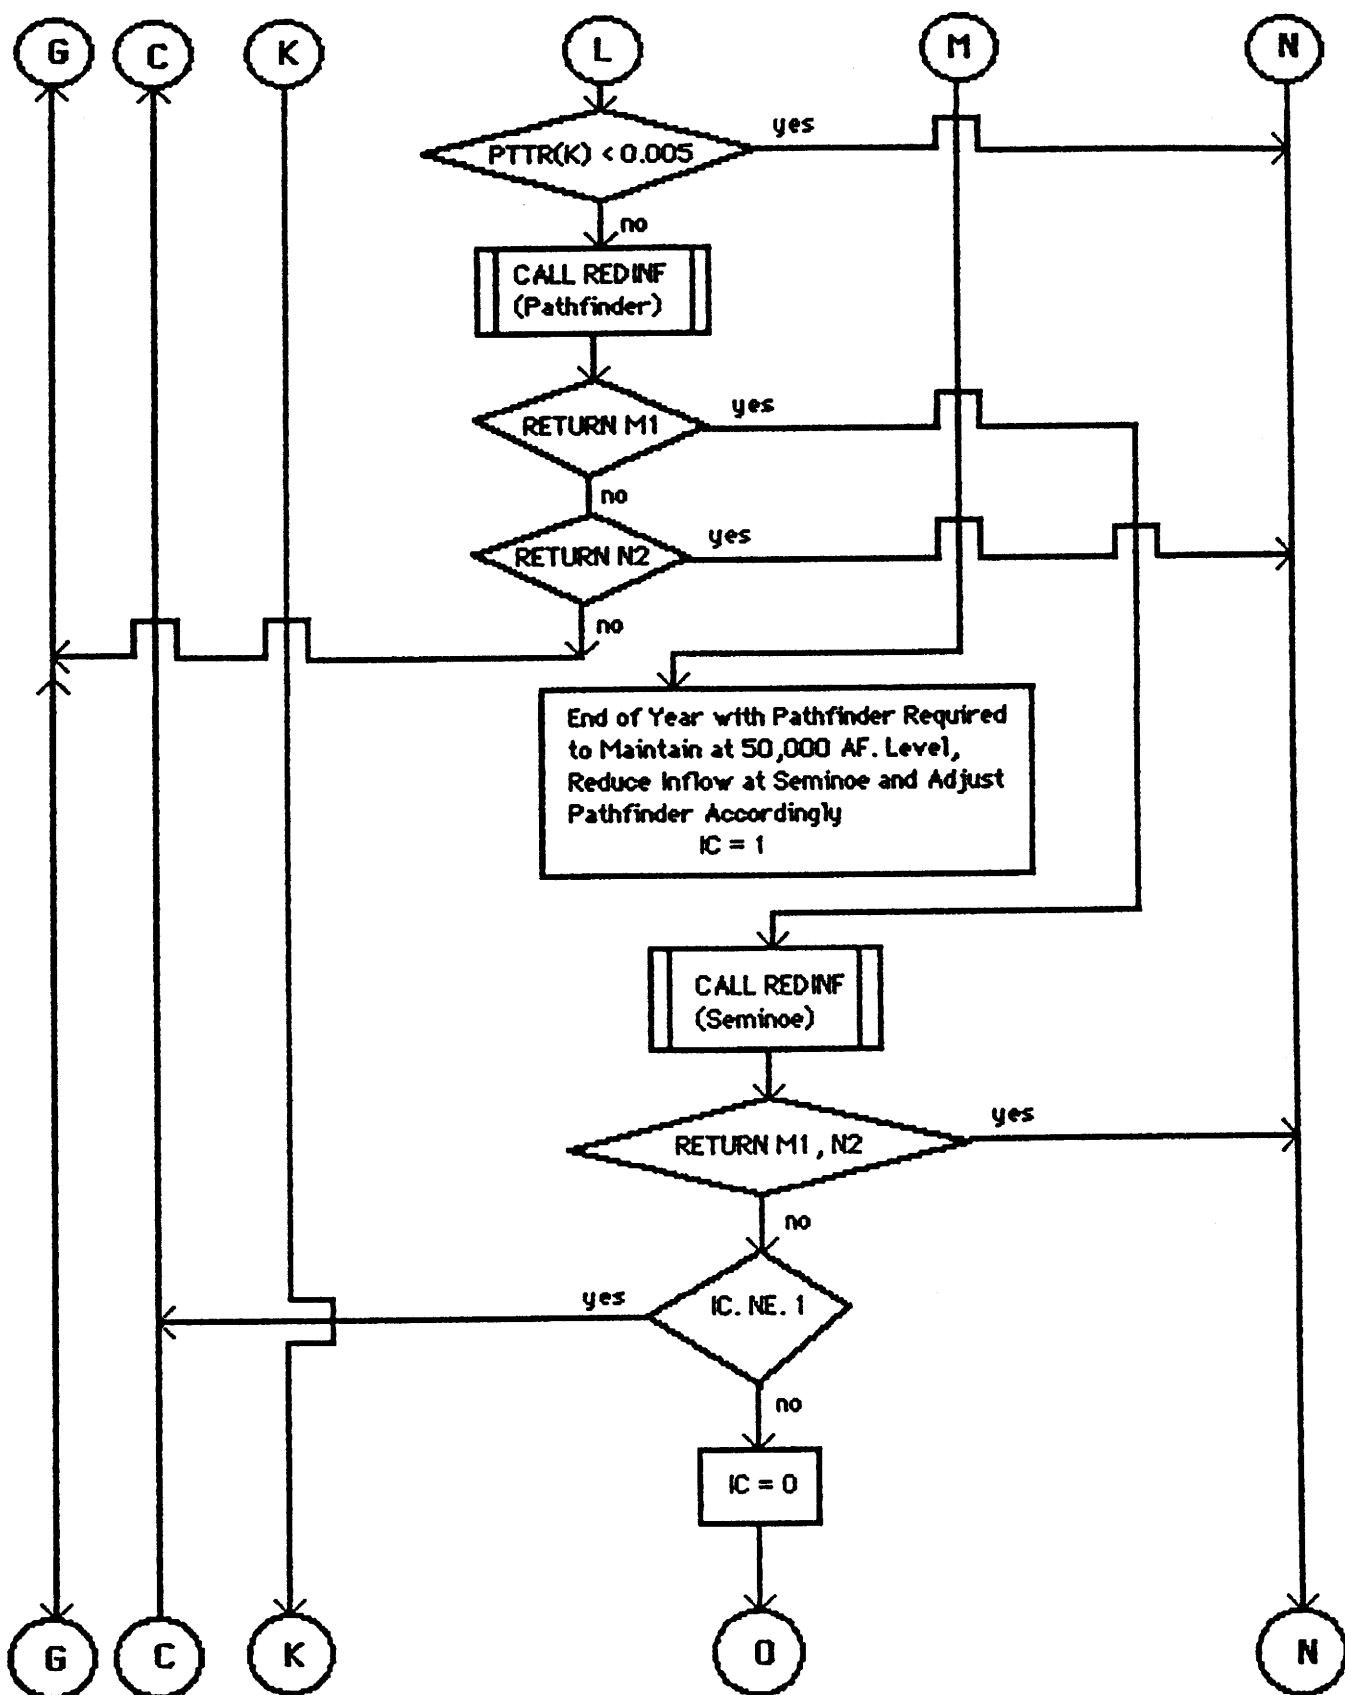 G C K L M N
PTTR(K) < 0.005
yes
no
CALL REDINF
(Pathfinder)
RETURN M1
yes
no
RETURN N2
yes
no
End of Year with Pathfinder Required
to Maintain at 50,000 AF. Level,
Reduce Inflow at Seminoe and Adjust
Pathfinder Accordingly
IC = 1
CALL REDINF
(Seminoe)
RETURN M1, N2
yes
no
IC. NE. 1
yes
no
IC = 0
G C K O N